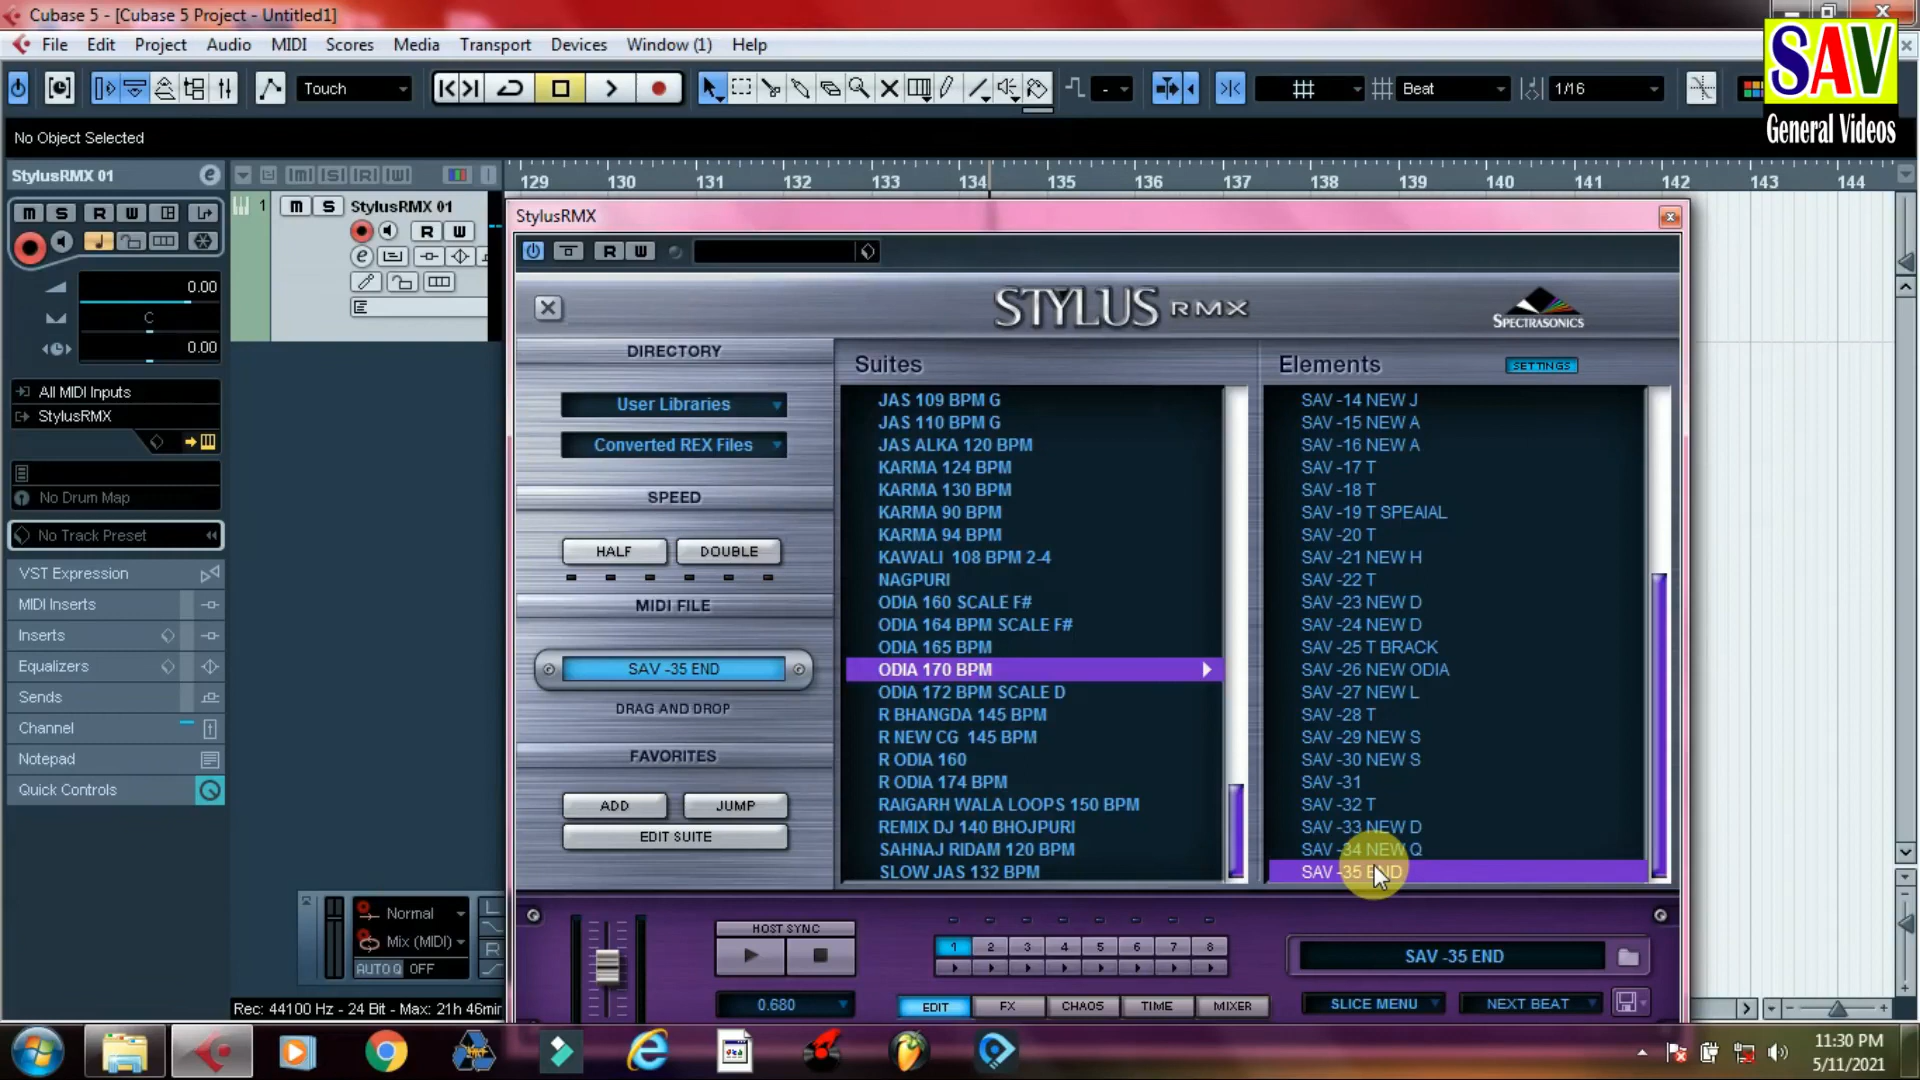 Cubase 5 - [Cubase 5 Project - Untitled1]
File Edit Project Audio MIDI Scores Media Transport Devices Window (1) Help
SAV
General Videos
Touch
Beat
1/16
No Object Selected
StylusRMX 01
M S R W
0.00
C
0.00
All MIDI Inputs
StylusRMX
No Drum Map
No Track Preset
VST Expression
MIDI Inserts
Inserts
Equalizers
Sends
Channel
Notepad
Quick Controls
1 M S StylusRMX 01
R W
129 130 131 132 133 134 135 136 137 138 139 140 141 142 143 144
StylusRMX
R W
STYLUS RMX
SPECTRASONICS
DIRECTORY
User Libraries
Converted REX Files
SPEED
HALF DOUBLE
MIDI FILE
SAV -35 END
DRAG AND DROP
FAVORITES
ADD JUMP
EDIT SUITE
Suites
JAS 109 BPM G
JAS 110 BPM G
JAS ALKA 120 BPM
KARMA 124 BPM
KARMA 130 BPM
KARMA 90 BPM
KARMA 94 BPM
KAWALI 108 BPM 2-4
NAGPURI
ODIA 160 SCALE F#
ODIA 164 BPM SCALE F#
ODIA 165 BPM
ODIA 170 BPM
ODIA 172 BPM SCALE D
R BHANGDA 145 BPM
R NEW CG 145 BPM
R ODIA 160
R ODIA 174 BPM
RAIGARH WALA LOOPS 150 BPM
REMIX DJ 140 BHOJPURI
SAHNAJ RIDAM 120 BPM
SLOW JAS 132 BPM
Elements
SETTINGS
SAV -14 NEW J
SAV -15 NEW A
SAV -16 NEW A
SAV -17 T
SAV -18 T
SAV -19 T SPEAIAL
SAV -20 T
SAV -21 NEW H
SAV -22 T
SAV -23 NEW D
SAV -24 NEW D
SAV -25 T BRACK
SAV -26 NEW ODIA
SAV -27 NEW L
SAV -28 T
SAV -29 NEW S
SAV -30 NEW S
SAV -31
SAV -32 T
SAV -33 NEW D
SAV -34 NEW Q
SAV -35 END
HOST SYNC
0.680
1 2 3 4 5 6 7 8
EDIT FX CHAOS TIME MIXER
SAV -35 END
SLICE MENU NEXT BEAT
Normal
Mix (MIDI)
AUTO Q OFF
Rec: 44100 Hz - 24 Bit - Max: 21h 46min
11:30 PM
5/11/2021